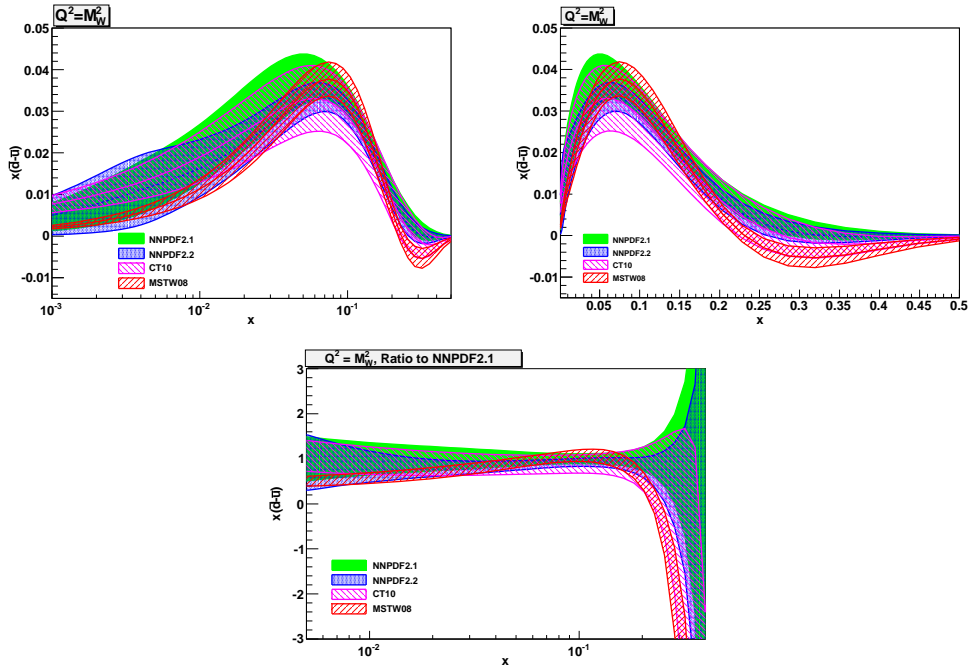 Q²=M²_W
x(d̄-ū)
0.05
0.04
0.03
0.02
0.01
0
-0.01
NNPDF2.1
NNPDF2.2
CT10
MSTW08
10⁻³
10⁻²
10⁻¹
x
Q²=M²_W
x(d̄-ū)
0.05
0.04
0.03
0.02
0.01
0
-0.01
NNPDF2.1
NNPDF2.2
CT10
MSTW08
0.05
0.1
0.15
0.2
0.25
0.3
0.35
0.4
0.45
0.5
x
Q² = M²_W, Ratio to NNPDF2.1
x(d̄-ū)
3
2
1
0
-1
-2
-3
NNPDF2.1
NNPDF2.2
CT10
MSTW08
10⁻²
10⁻¹
x